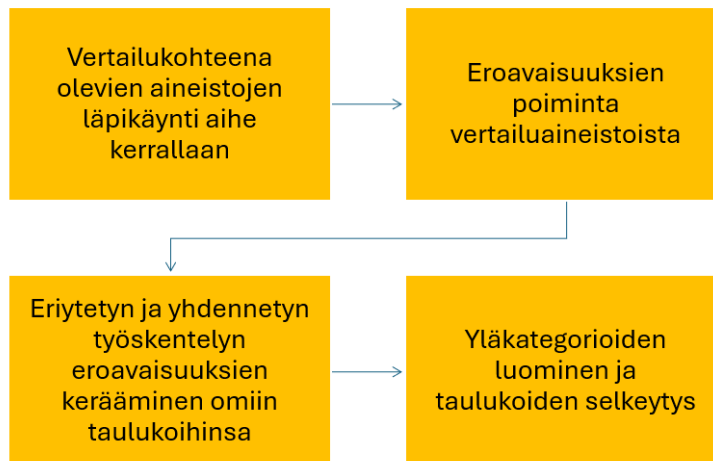 Vertailukohteena
olevien aineistojen
läpikäynti aihe
kerrallaan
Eroavaisuuksien
poiminta
vertailuaineistoista
Eriytetyn ja yhdennetyn
työskentelyn
eroavaisuuksien
kerääminen omiin
taulukoihinsa
Yläkategorioiden
luominen ja
taulukoiden selkeytys